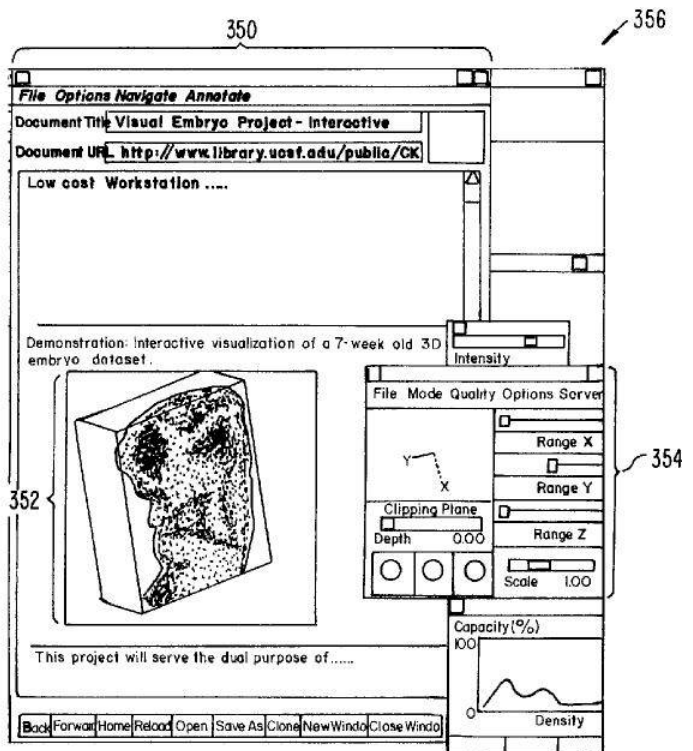 350
356
File Options Navigate Annotate
Document Title Visual Embryo Project - Interactive
Document URL http://www.library.ucsf.edu/public/CK
Low cost Workstation .....
Demonstration: Interactive visualization of a 7-week old 3D
embryo dataset.
Intensity
File Mode Quality Options Server
Range X
Y
X
Range Y
354
352
Clipping Plane
Depth 0.00
Range Z
Scale 1.00
Capacity (%)
100
0
Density
This project will serve the dual purpose of......
Back Forwar Home Reload Open Save As Clone New Windo Close Windo